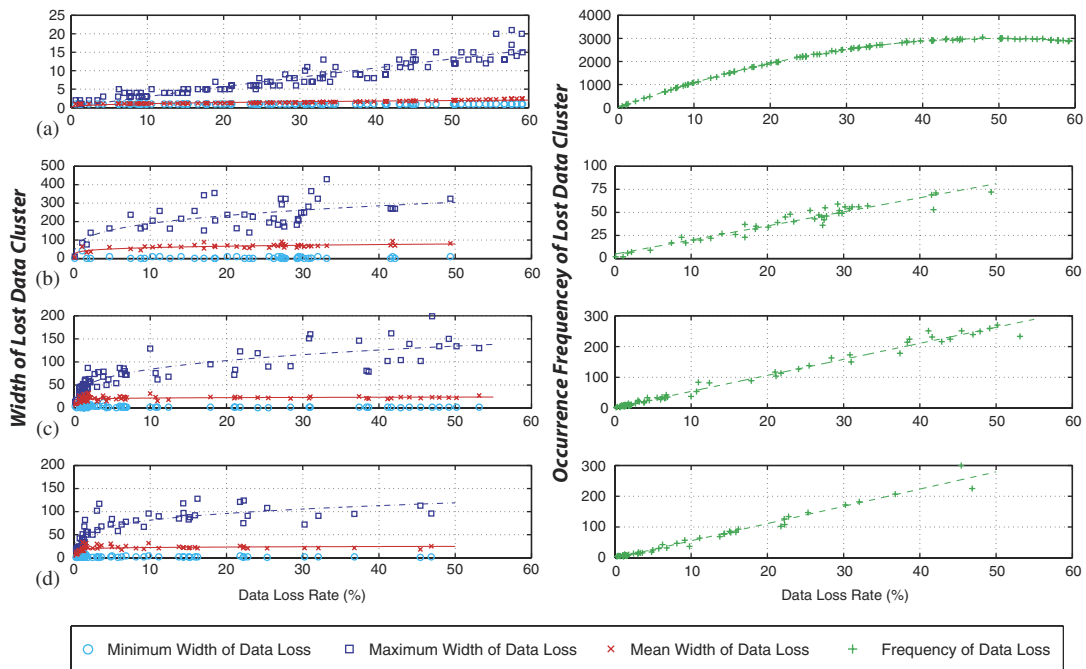 Width of Lost Data Cluster
Occurrence Frequencey of Lost Data Cluster
25
20
15
10
5
0
0 10 20 30 40 50 60
(a)
3000
4000
3000
2000
1000
0
0 10 20 30 40 50 60
500
400
300
200
100
0
0 10 20 30 40 50 60
(b)
100
75
50
25
0
0 10 20 30 40 50 60
200
150
100
50
0
0 10 20 30 40 50 60
(c)
300
200
100
0
0 10 20 30 40 50 60
200
150
100
50
0
0 10 20 30 40 50 60
(d)
Data Loss Rate (%)
300
200
100
0
0 10 20 30 40 50 60
Data Loss Rate (%)
Minimum Width of Data Loss
Maximum Width of Data Loss
Mean Width of Data Loss
Frequency of Data Loss